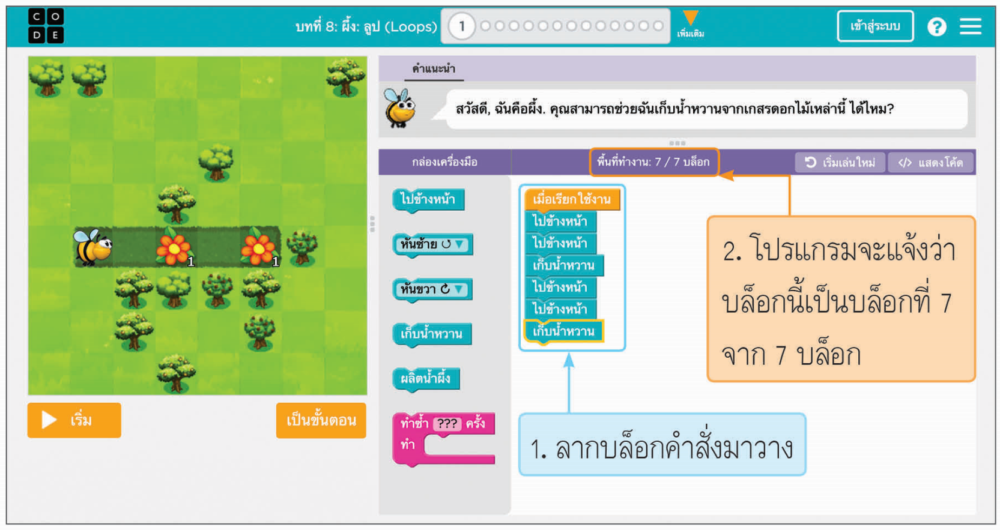 C O
D E
บทที่ 8: ผึ้ง: ลูป (Loops)
1
เพิ่มเติม
เข้าสู่ระบบ
?
คำแนะนำ
สวัสดี, ฉันคือผึ้ง. คุณสามารถช่วยฉันเก็บน้ำหวานจากเกสรดอกไม้เหล่านี้ ได้ไหม?
กล่องเครื่องมือ
พื้นที่ทำงาน: 7 / 7 บล็อก
เริ่มเล่นใหม่
</> แสดงโค้ด
ไปข้างหน้า
หันซ้าย
หันขวา
เก็บน้ำหวาน
ผลิตน้ำผึ้ง
ทำซ้ำ ??? ครั้ง
ทำ
เมื่อเรียกใช้งาน
ไปข้างหน้า
ไปข้างหน้า
เก็บน้ำหวาน
ไปข้างหน้า
ไปข้างหน้า
เก็บน้ำหวาน
1
1
เริ่ม
เป็นขั้นตอน
1. ลากบล็อกคำสั่งมาวาง
2. โปรแกรมจะแจ้งว่า
บล็อกนี้เป็นบล็อกที่ 7
จาก 7 บล็อก